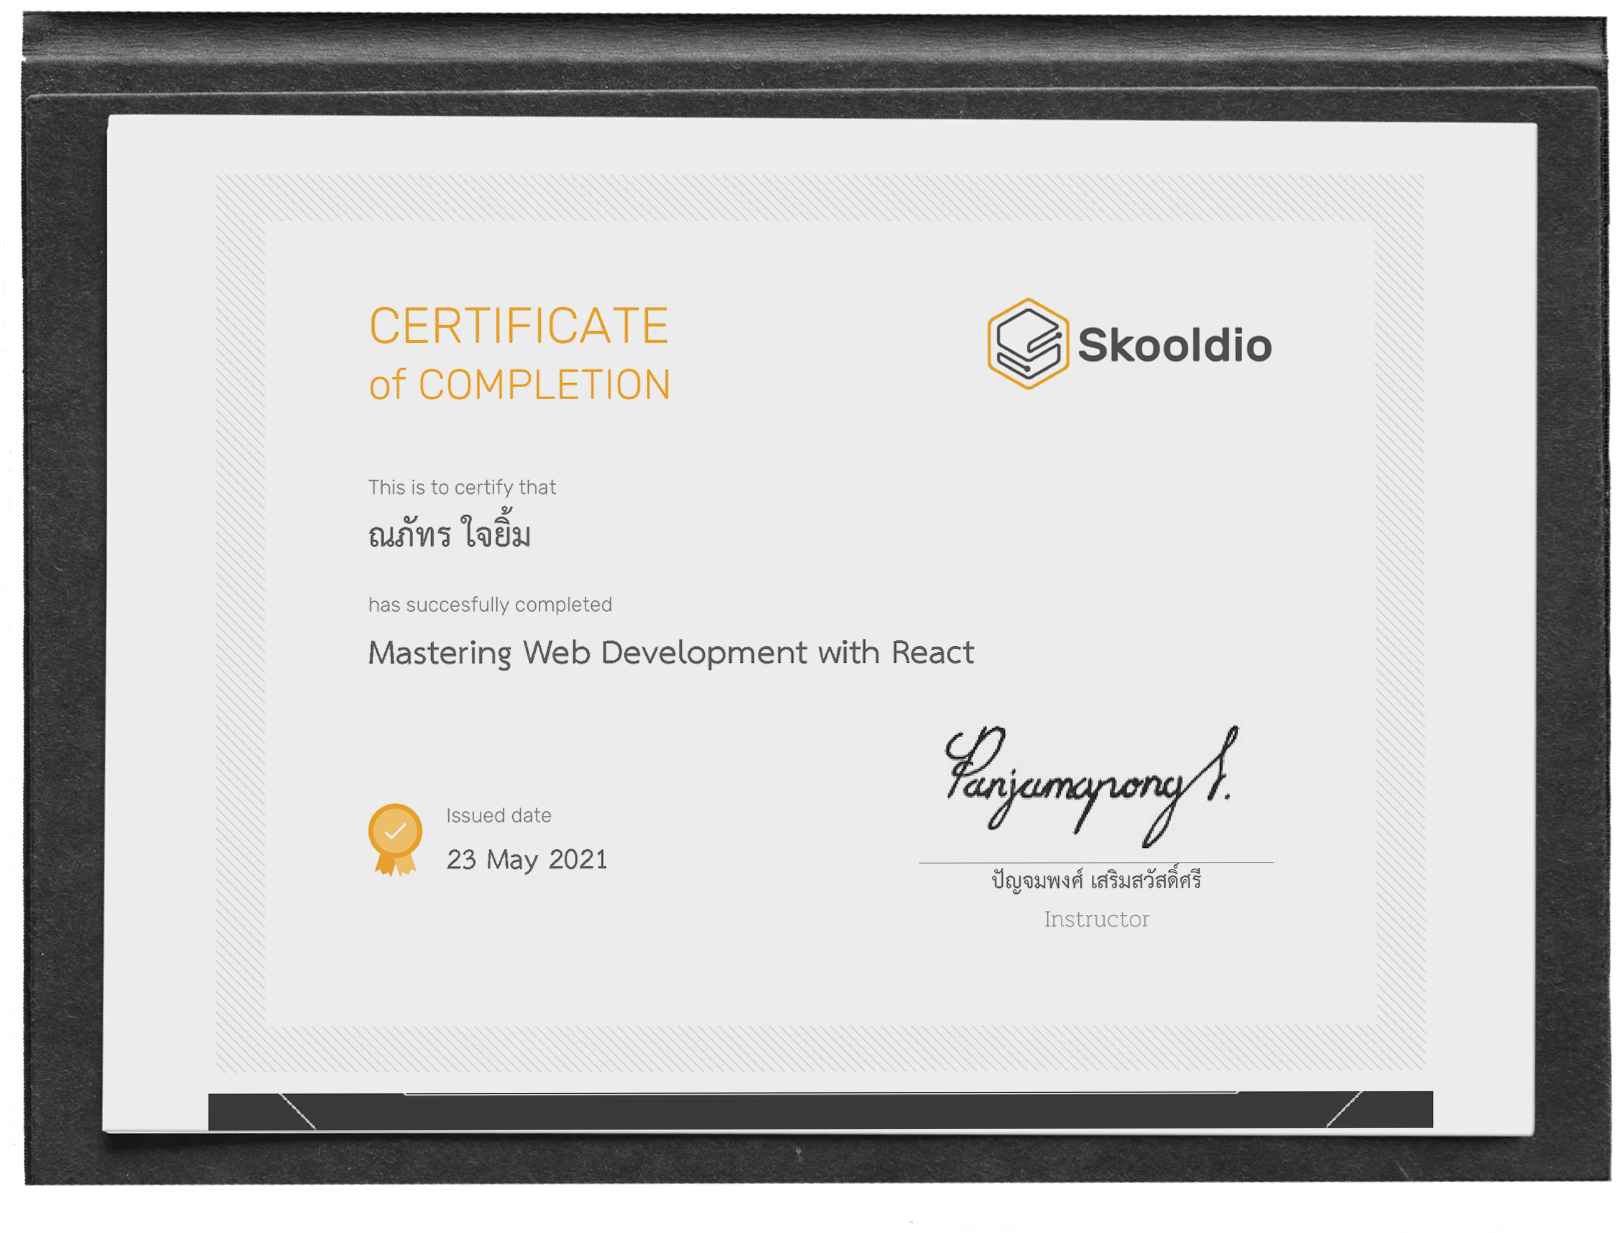 CERTIFICATE
of COMPLETION
Skooldio
This is to certify that
ณภัทร ใจยิ้ม
has succesfully completed
Mastering Web Development with React
Panjamapong S.
Issued date
23 May 2021
ปัญจมพงศ์ เสริมสวัสดิ์ศรี
Instructor